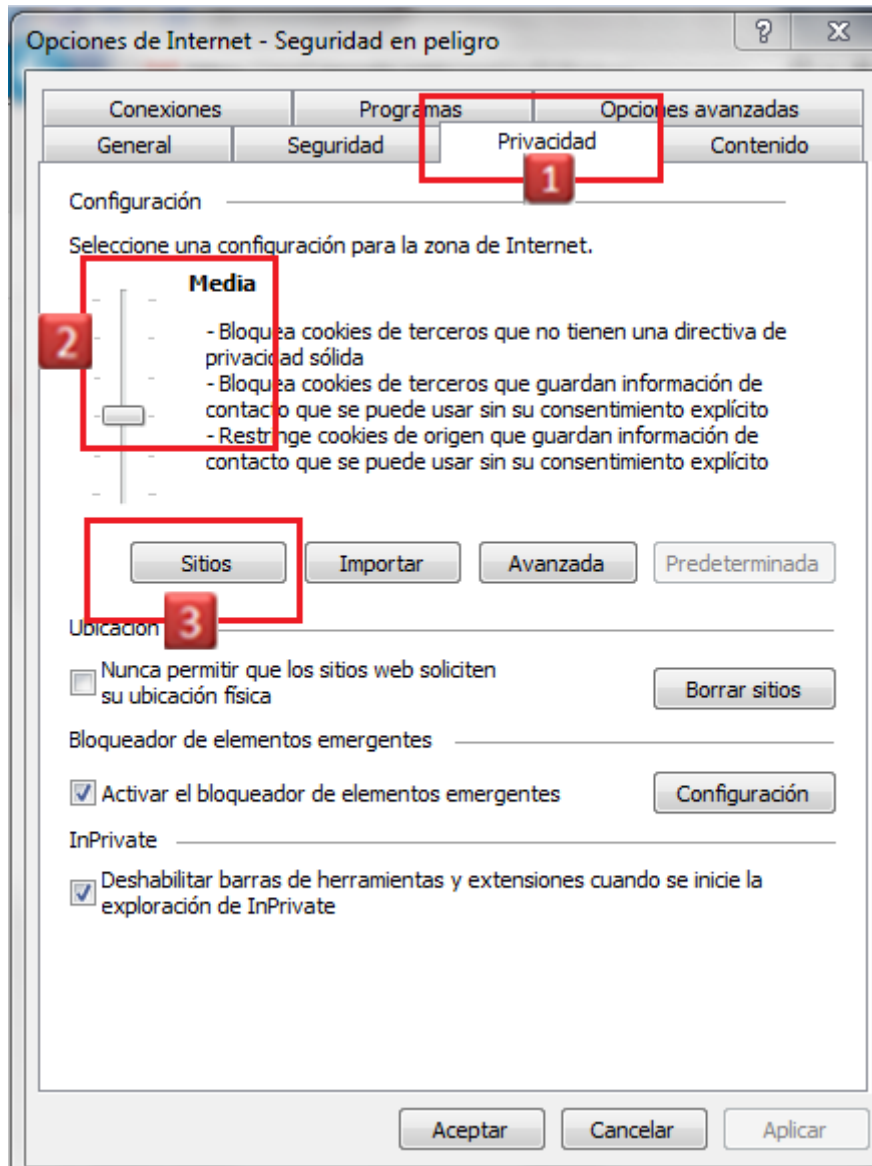 Opciones de Internet - Seguridad en peligro
Conexiones Programas Opciones avanzadas
General Seguridad Privacidad Contenido
1
Configuración
Seleccione una configuración para la zona de Internet.
Media
2
- Bloquea cookies de terceros que no tienen una directiva de
privacidad sólida
- Bloquea cookies de terceros que guardan información de
contacto que se puede usar sin su consentimiento explícito
- Restringe cookies de origen que guardan información de
contacto que se puede usar sin su consentimiento explícito
Sitios Importar Avanzada Predeterminada
3
Ubicación
Nunca permitir que los sitios web soliciten
su ubicación física
Borrar sitios
Bloqueador de elementos emergentes
Activar el bloqueador de elementos emergentes Configuración
InPrivate
Deshabilitar barras de herramientas y extensiones cuando se inicie la
exploración de InPrivate
Aceptar Cancelar Aplicar